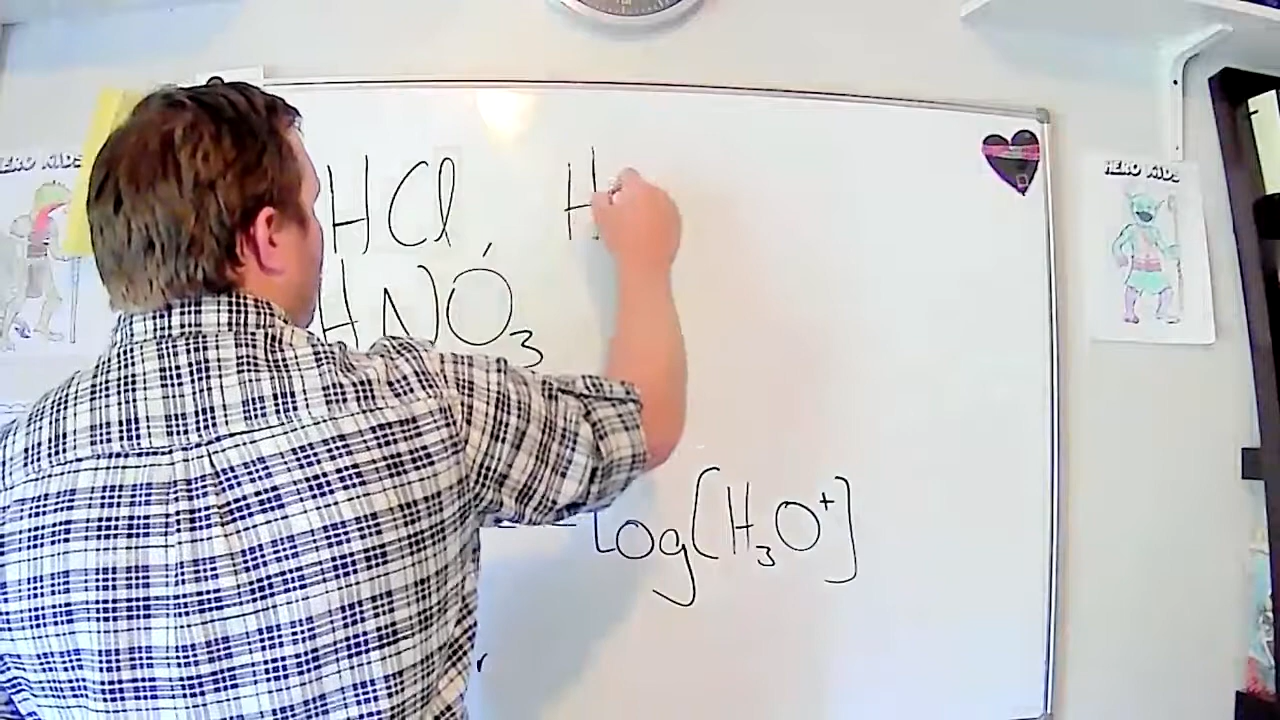 HERO KIDS
HCl, H
HNO₃
= -log[H₃O⁺]
HERO KIDS